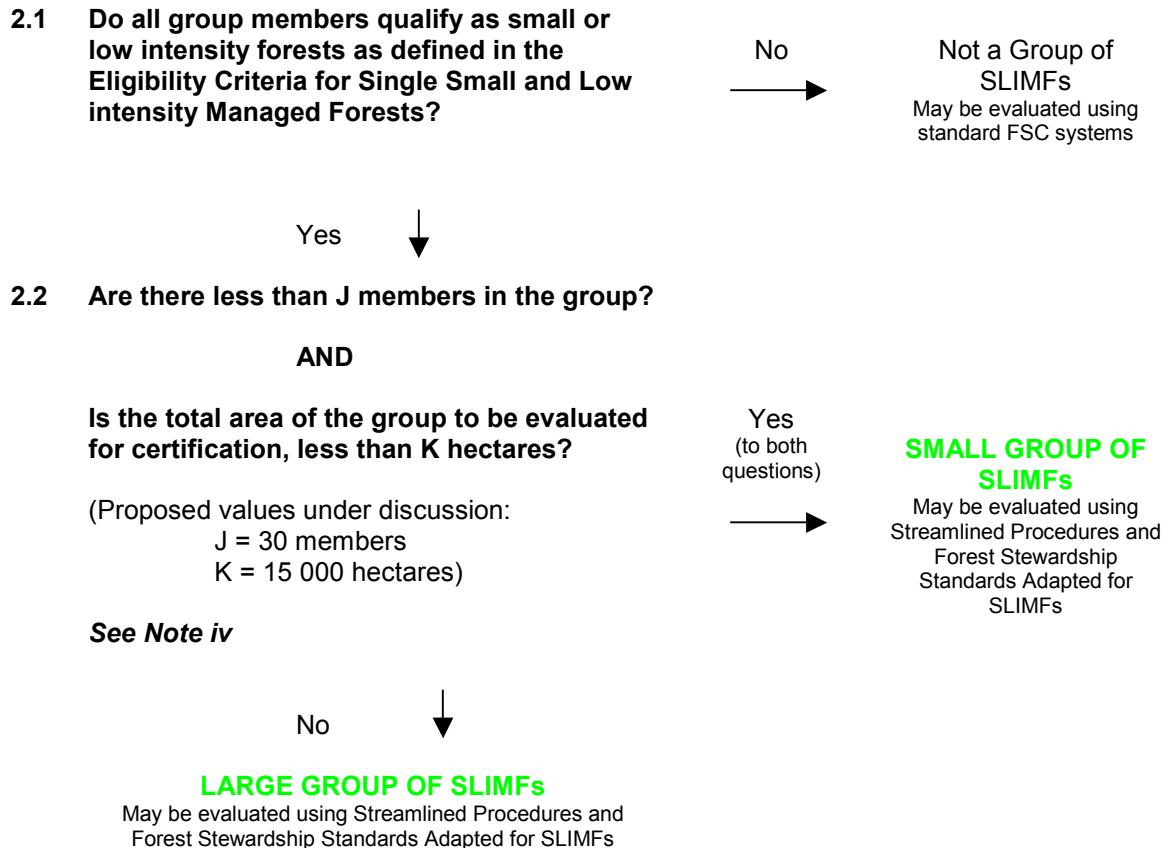 2.1 Do all group members qualify as small or
low intensity forests as defined in the
Eligibility Criteria for Single Small and Low
intensity Managed Forests?
No
Not a Group of
SLIMFs
May be evaluated using
standard FSC systems
Yes
2.2 Are there less than J members in the group?
AND
Is the total area of the group to be evaluated
for certification, less than K hectares?
(Proposed values under discussion:
J = 30 members
K = 15 000 hectares)
See Note iv
Yes
(to both
questions)
SMALL GROUP OF
SLIMFs
May be evaluated using
Streamlined Procedures and
Forest Stewardship
Standards Adapted for
SLIMFs
No
LARGE GROUP OF SLIMFs
May be evaluated using Streamlined Procedures and
Forest Stewardship Standards Adapted for SLIMFs